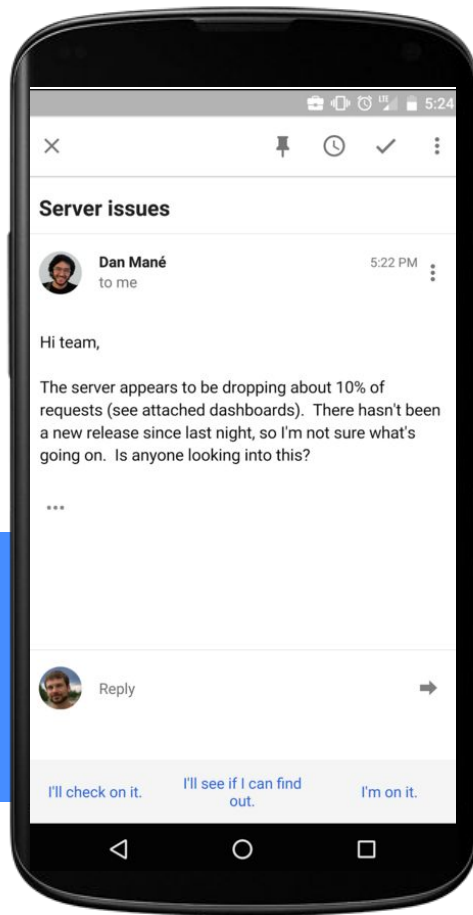 LTE 5:24
Server issues
Dan Mané 5:22 PM
to me
Hi team,
The server appears to be dropping about 10% of
requests (see attached dashboards).  There hasn't been
a new release since last night, so I'm not sure what's
going on.  Is anyone looking into this?
Reply
I'll check on it.
I'll see if I can find
out.
I'm on it.